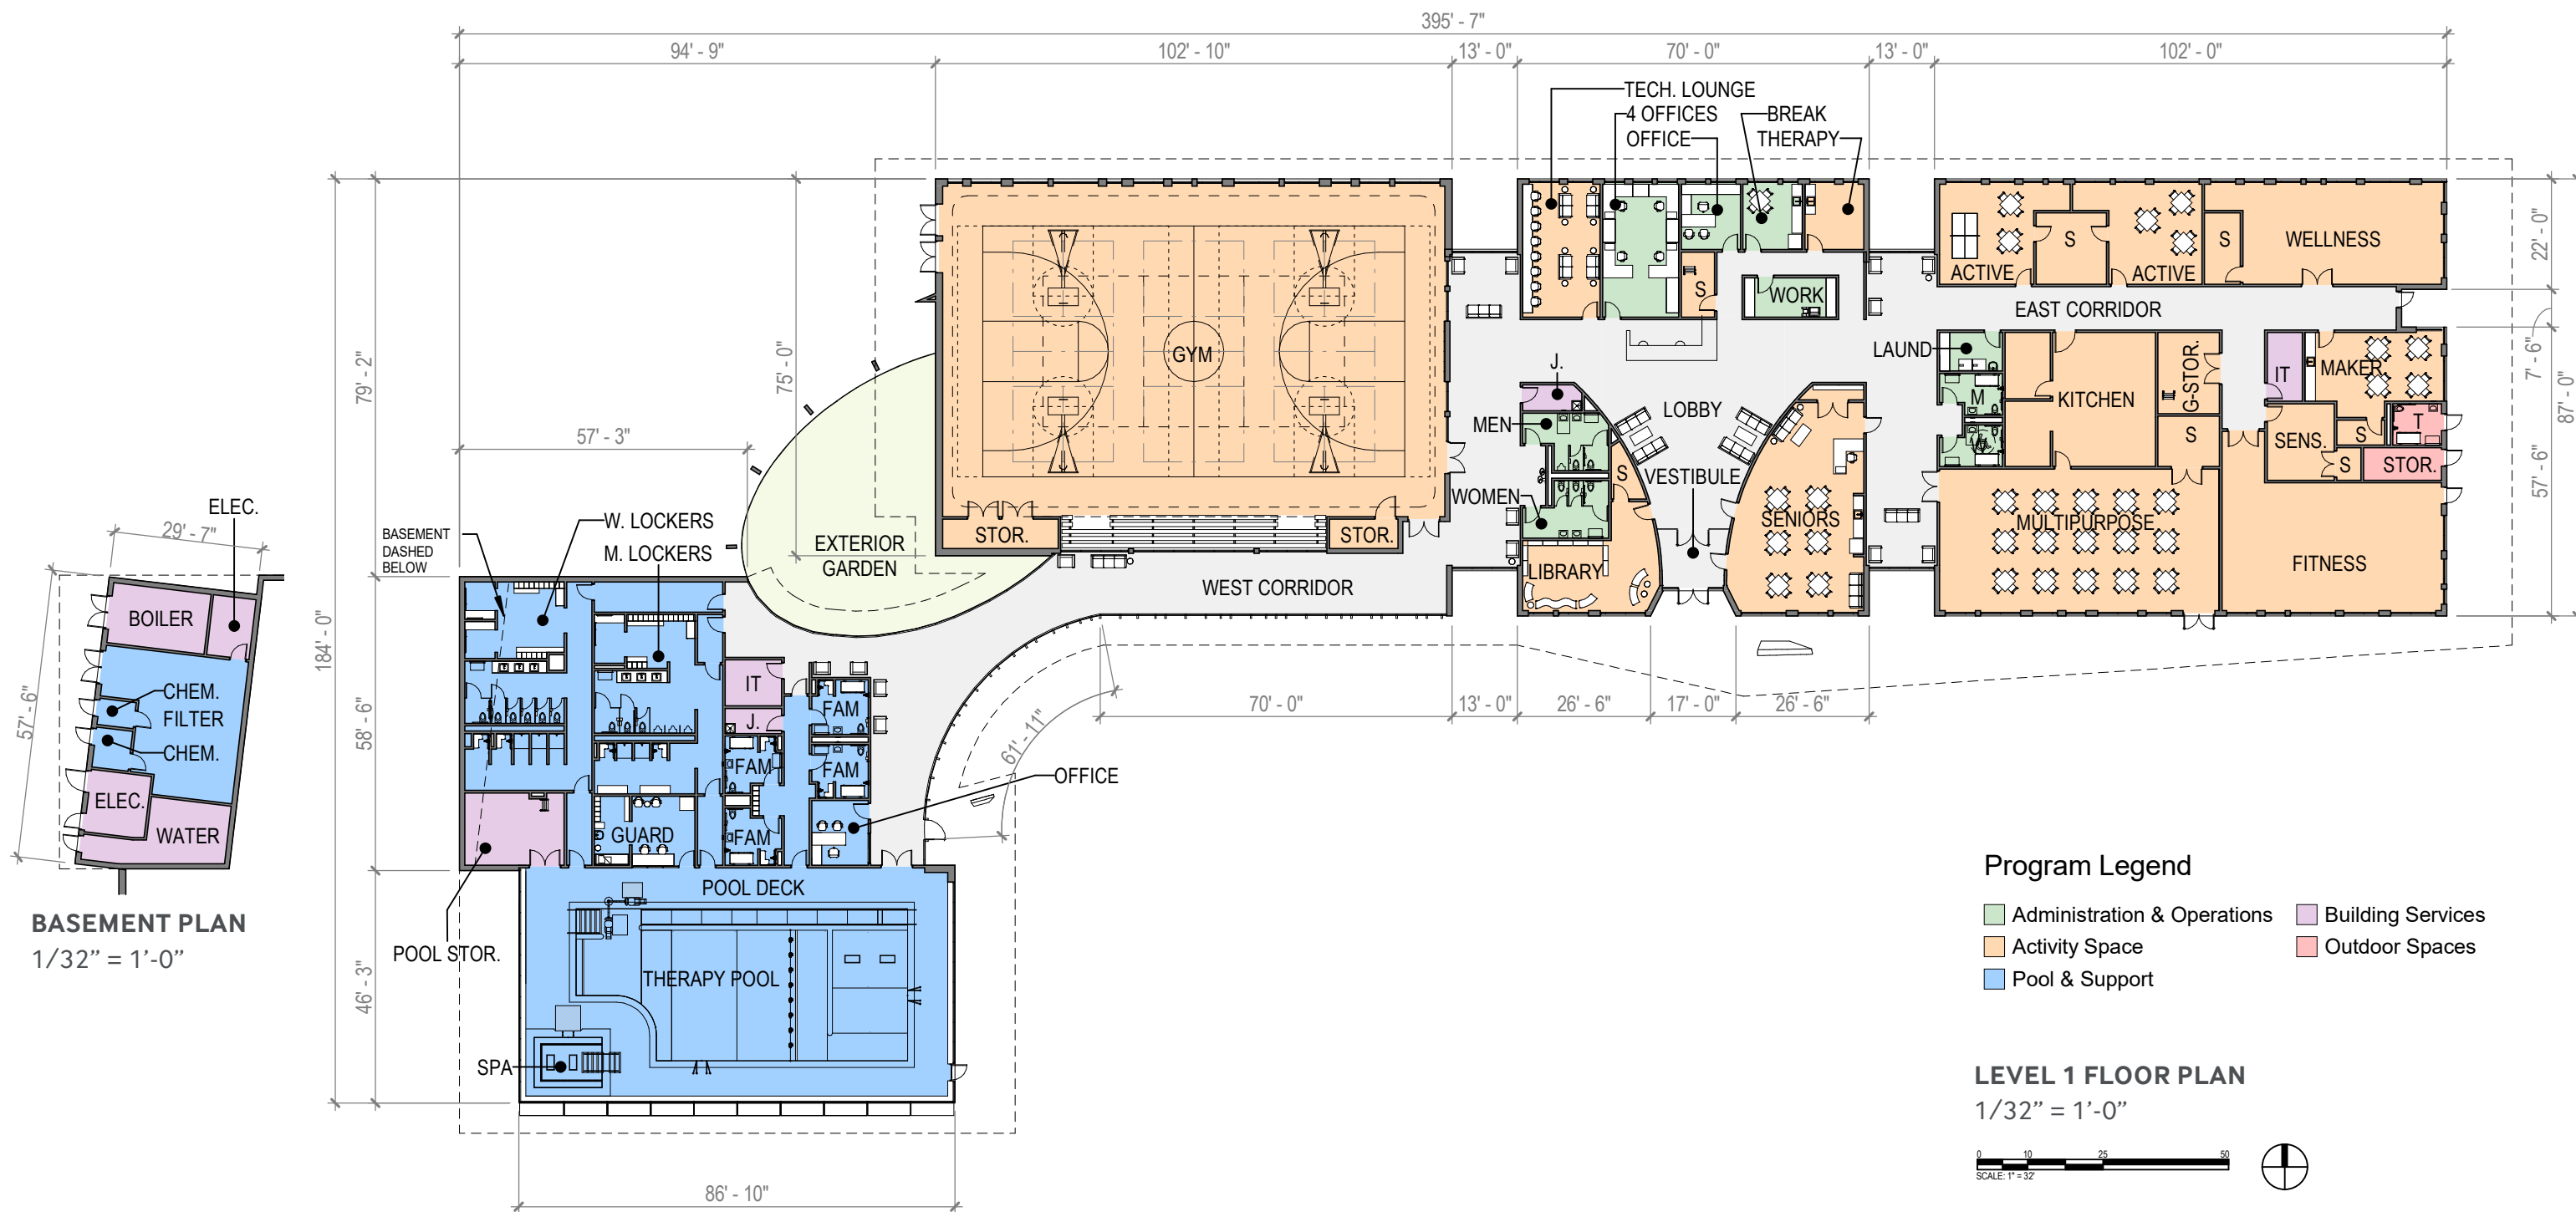 395' - 7"
94' - 9"
102' - 10"
13' - 0"
70' - 0"
13' - 0"
102' - 0"
TECH. LOUNGE
4 OFFICES
OFFICE
BREAK
THERAPY
22' - 0"
7' - 6"
87' - 0"
57' - 6"
79' - 2"
75' - 0"
184' - 0"
57' - 3"
58' - 6"
46' - 3"
S
WORK
ACTIVE
S
ACTIVE
S
WELLNESS
EAST CORRIDOR
GYM
STOR.
STOR.
J.
MEN
WOMEN
S
LIBRARY
LOBBY
VESTIBULE
SENIORS
LAUND
M
KITCHEN
G-STOR.
S
IT
MAKER
SENS.
S
S
T
STOR.
MULTIPURPOSE
FITNESS
EXTERIOR
GARDEN
WEST CORRIDOR
BASEMENT
DASHED
BELOW
W. LOCKERS
M. LOCKERS
IT
J.
FAM
FAM
FAM
FAM
GUARD
OFFICE
61' - 11"
70' - 0"
13' - 0"
26' - 6"
17' - 0"
26' - 6"
POOL DECK
THERAPY POOL
POOL STOR.
SPA
86' - 10"
ELEC.
29' - 7"
57' - 6"
BOILER
CHEM.
FILTER
CHEM.
ELEC.
WATER
BASEMENT PLAN
1/32” = 1’-0”
Program Legend
Administration & Operations
Activity Space
Pool & Support
Building Services
Outdoor Spaces
LEVEL 1 FLOOR PLAN
1/32” = 1’-0”
0 10 25 50
SCALE: 1" = 32'